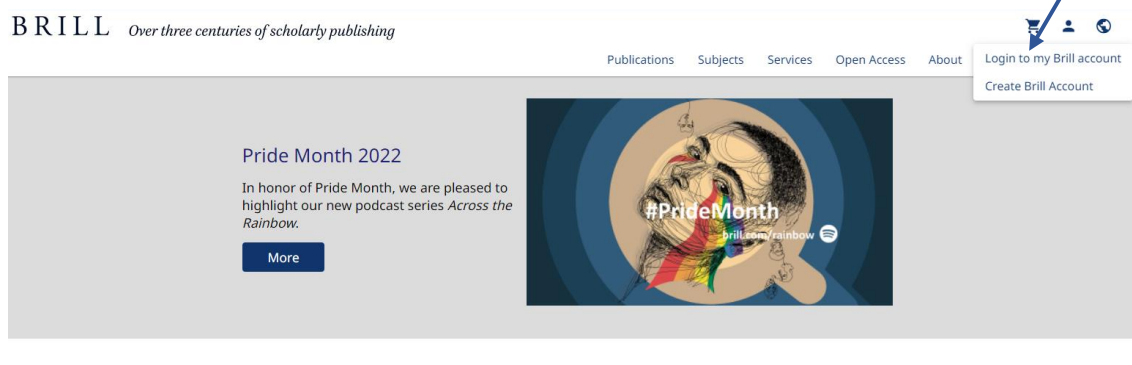 BRILL Over three centuries of scholarly publishing
Publications Subjects Services Open Access About
Login to my Brill account
Create Brill Account
Pride Month 2022
In honor of Pride Month, we are pleased to
highlight our new podcast series Across the
Rainbow.
More
#PrideMonth
brill.com/rainbow